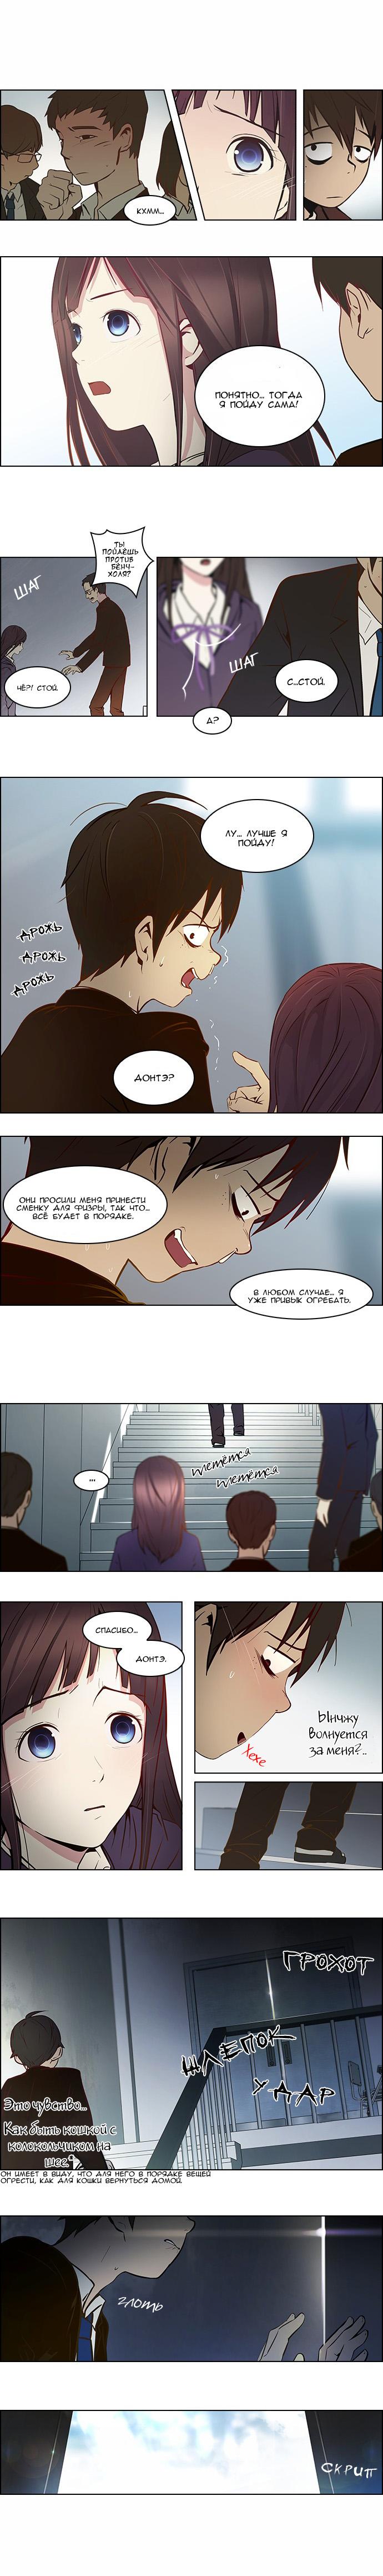 КХММ...
ПОНЯТНО... ТОГДА
Я ПОЙДУ САМА!
ТЫ
ПОЙДЁШЬ
ПРОТИВ
БЁНЧ-
ХОЛЯ?
ШАГ
ЧЁ?! СТОЙ.
ШАГ
С...СТОЙ.
А?
ЛУ... ЛУЧШЕ Я
ПОЙДУ!
ДРОЖЬ
ДРОЖЬ
ДРОЖЬ
ДОНТЭ?
ОНИ ПРОСИЛИ МЕНЯ ПРИНЕСТИ
СМЕНКУ ДЛЯ ФИЗРЫ, ТАК ЧТО...
ВСЁ БУДЕТ В ПОРЯДКЕ.
В ЛЮБОМ СЛУЧАЕ... Я
УЖЕ ПРИВЫК ОГРЕБАТЬ.
плетётся
плетётся
...
СПАСИБО...
ДОНТЭ.
Ынчжу
волнуется
за меня?..
Хехе
ГРОХОТ
ШЛЕПОК
УДАР
Это чувство...
Как быть кошкой с
колокольчиком на
шее.
ОН ИМЕЕТ В ВИДУ, ЧТО ДЛЯ НЕГО В ПОРЯДКЕ ВЕЩЕЙ
ОГРЕСТИ, КАК ДЛЯ КОШКИ ВЕРНУТЬСЯ ДОМОЙ.
глоть
СКРИП